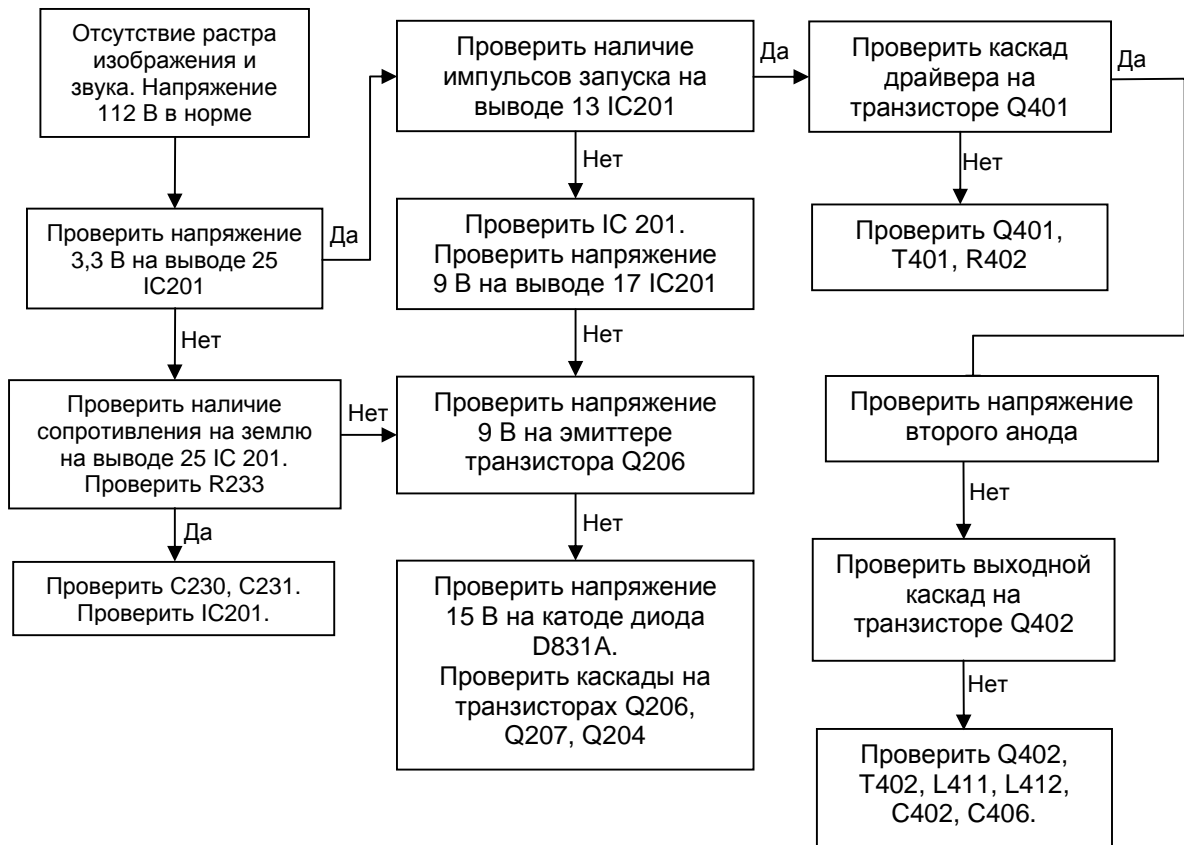 Отсутствие растра
изображения и
звука. Напряжение
112 В в норме
Проверить напряжение
3,3 В на выводе 25
IC201
Да
Нет
Проверить наличие
сопротивления на землю
на выводе 25 IC 201.
Проверить R233
Нет
Да
Проверить C230, C231.
Проверить IC201.
Проверить наличие
импульсов запуска на
выводе 13 IC201
Да
Нет
Проверить IC 201.
Проверить напряжение
9 В на выводе 17 IC201
Нет
Проверить напряжение
9 В на эмиттере
транзистора Q206
Нет
Проверить напряжение
15 В на катоде диода
D831A.
Проверить каскады на
транзисторах Q206,
Q207, Q204
Проверить каскад
драйвера на
транзисторе Q401
Да
Нет
Проверить Q401,
T401, R402
Проверить напряжение
второго анода
Нет
Проверить выходной
каскад на
транзисторе Q402
Нет
Проверить Q402,
T402, L411, L412,
C402, C406.